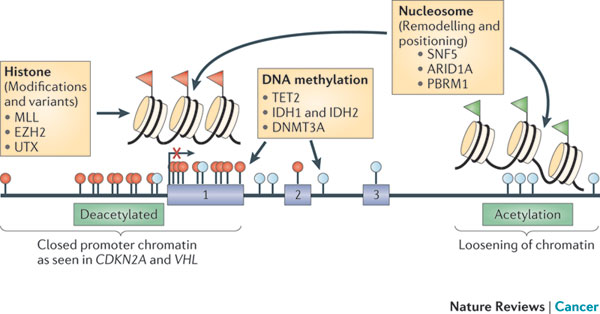 Nucleosome
(Remodelling and
positioning)
• SNF5
• ARID1A
• PBRM1
Histone
(Modifications
and variants)
• MLL
• EZH2
• UTX
DNA methylation
• TET2
• IDH1 and IDH2
• DNMT3A
1
2
3
Deacetylated
Acetylation
Closed promoter chromatin
as seen in CDKN2A and VHL
Loosening of chromatin
Nature Reviews | Cancer